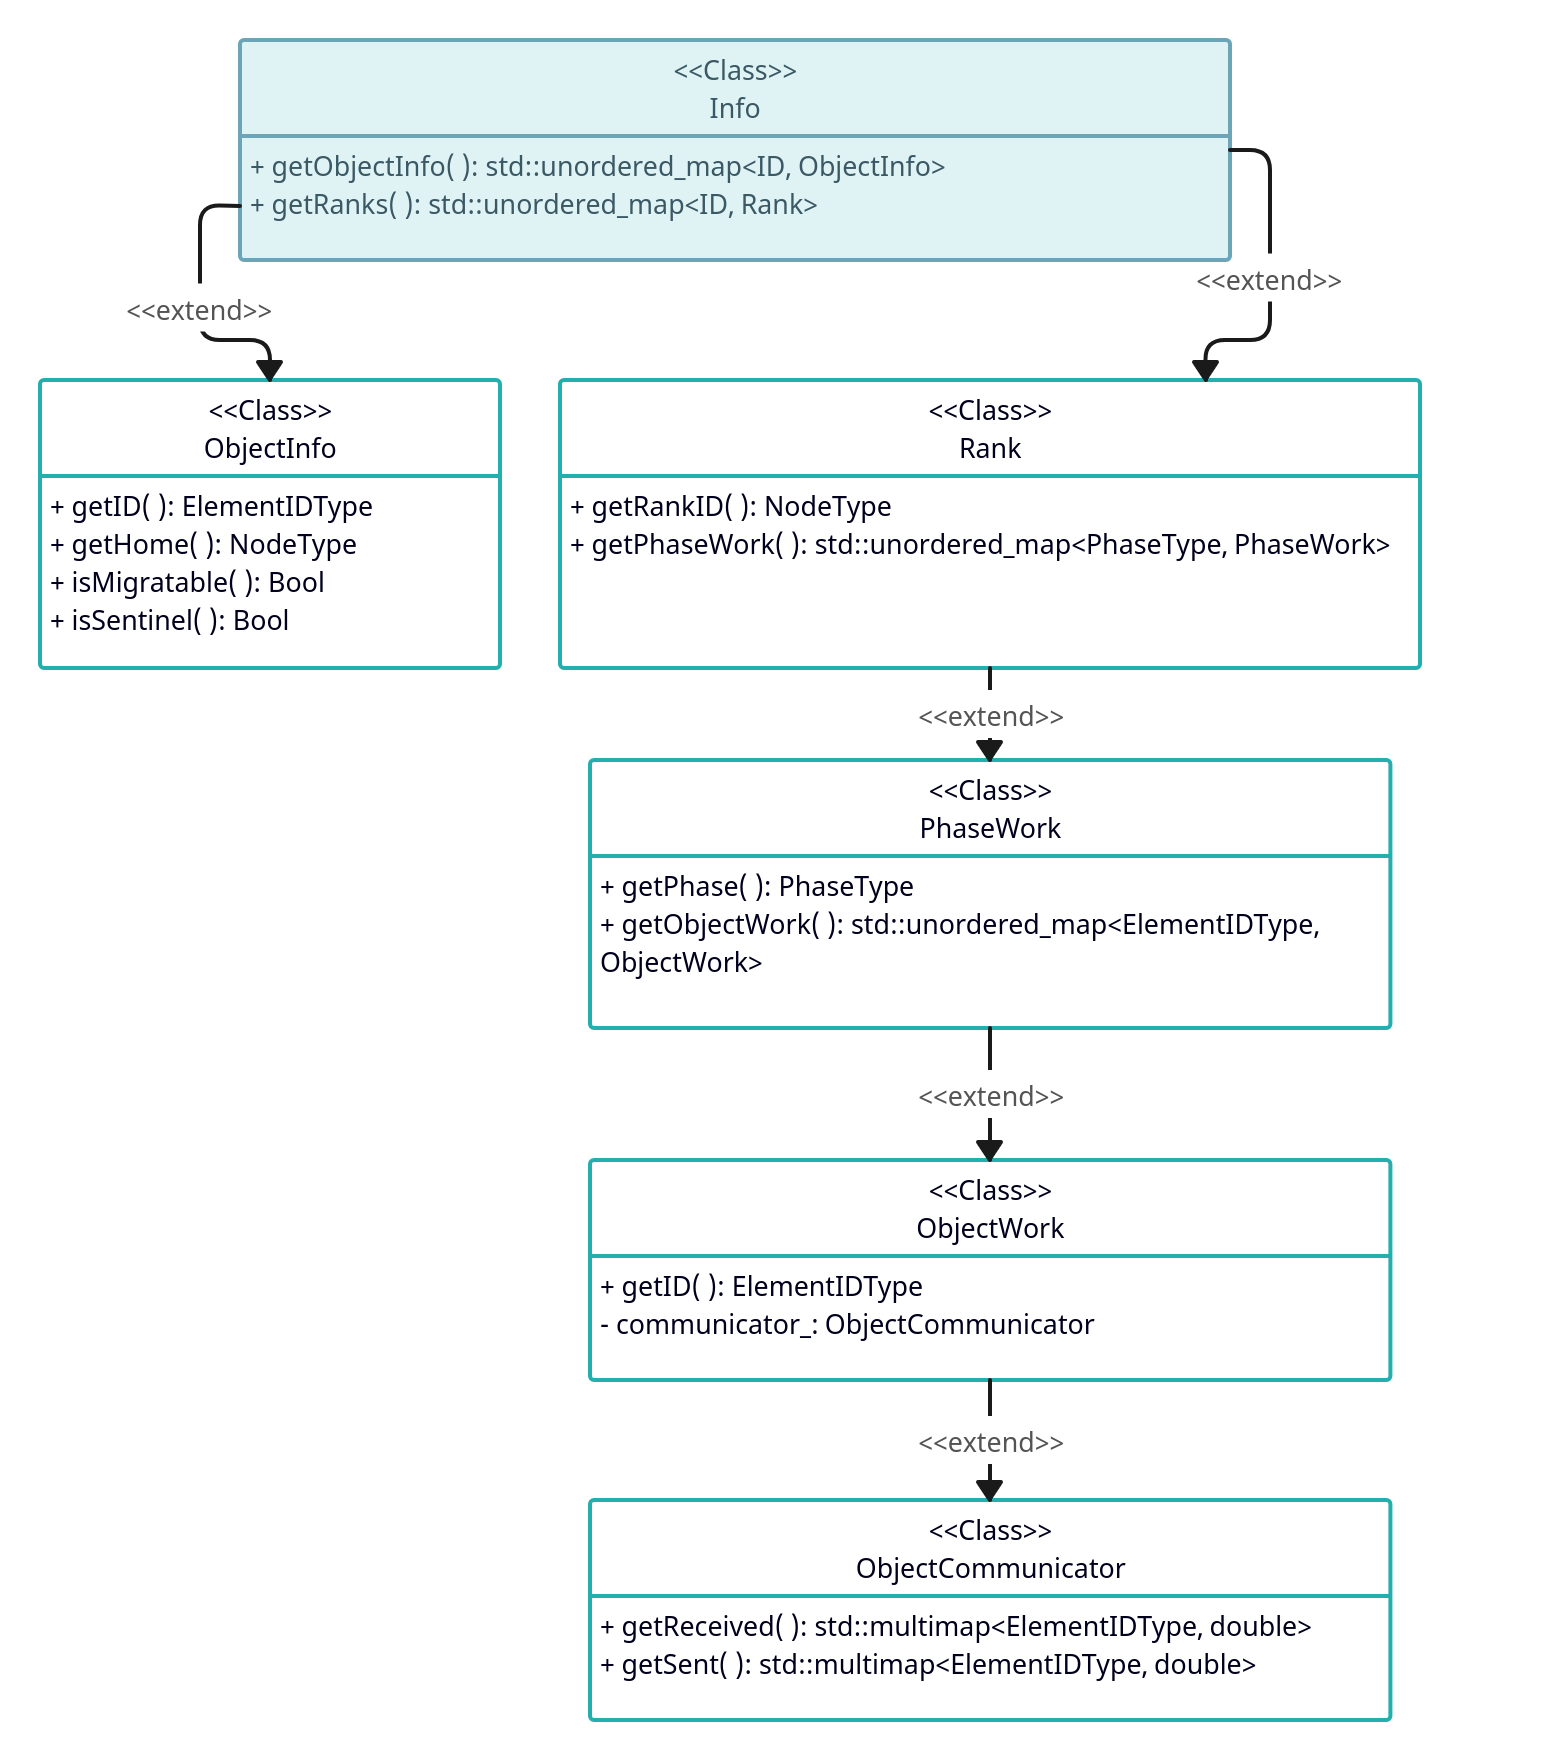 <<Class>>
Info
+ getObjectInfo( ): std::unordered_map<ID, ObjectInfo>
+ getRanks( ): std::unordered_map<ID, Rank>
<<extend>>
<<extend>>
<<Class>>
ObjectInfo
+ getID( ): ElementIDType
+ getHome( ): NodeType
+ isMigratable( ): Bool
+ isSentinel( ): Bool
<<Class>>
Rank
+ getRankID( ): NodeType
+ getPhaseWork( ): std::unordered_map<PhaseType, PhaseWork>
<<extend>>
<<Class>>
PhaseWork
+ getPhase( ): PhaseType
+ getObjectWork( ): std::unordered_map<ElementIDType,
ObjectWork>
<<extend>>
<<Class>>
ObjectWork
+ getID( ): ElementIDType
- communicator_: ObjectCommunicator
<<extend>>
<<Class>>
ObjectCommunicator
+ getReceived( ): std::multimap<ElementIDType, double>
+ getSent( ): std::multimap<ElementIDType, double>